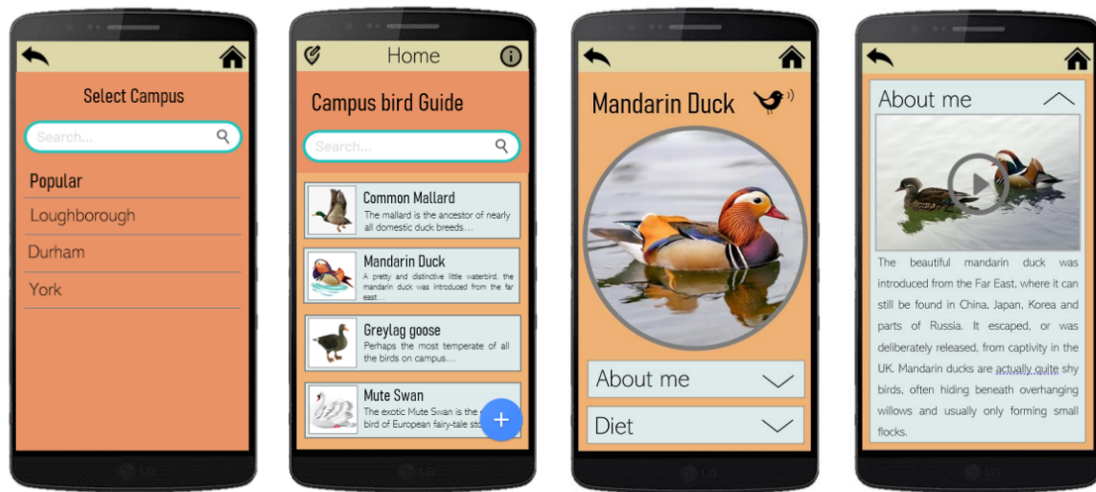 Select Campus
Search...
Popular
Loughborough
Durham
York
LG
Home
Campus bird Guide
Search...
Common Mallard
The mallard is the ancestor of nearly
all domestic duck breeds...
Mandarin Duck
A pretty and distinctive little waterbird, the
mandarin duck was introduced from the far
east...
Greylag goose
Perhaps the most temperate of all
the birds on campus...
Mute Swan
The exotic Mute Swan is the
bird of European fairy-tale
LG
Mandarin Duck
About me
Diet
LG
About me
The beautiful mandarin duck was
introduced from the Far East, where it can
still be found in China, Japan, Korea and
parts of Russia. It escaped, or was
deliberately released, from captivity in the
UK. Mandarin ducks are actually quite shy
birds, often hiding beneath overhanging
willows and usually only forming small
flocks.
LG